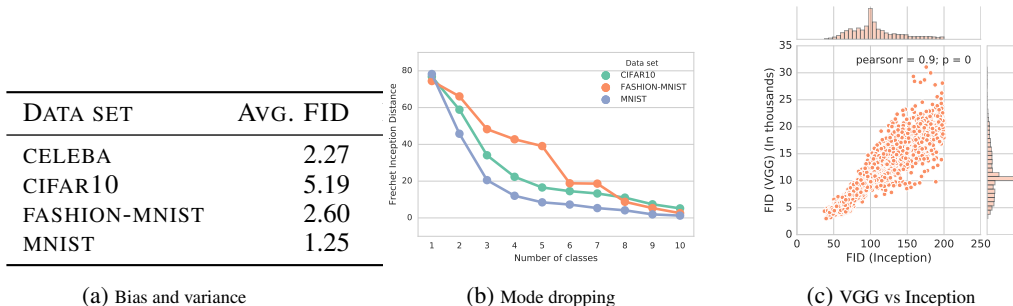 DATA SET AVG. FID
CELEBA 2.27
CIFAR10 5.19
FASHION-MNIST 2.60
MNIST 1.25
(a) Bias and variance
Frechet Inception Distance
80
60
40
20
0
Data set
CIFAR10
FASHION-MNIST
MNIST
1 2 3 4 5 6 7 8 9 10
Number of classes
(b) Mode dropping
FID (VGG) (In thousands)
35
30
25
20
15
10
5
0
pearsonr = 0.9; p = 0
0 50 100 150 200 250
FID (Inception)
(c) VGG vs Inception